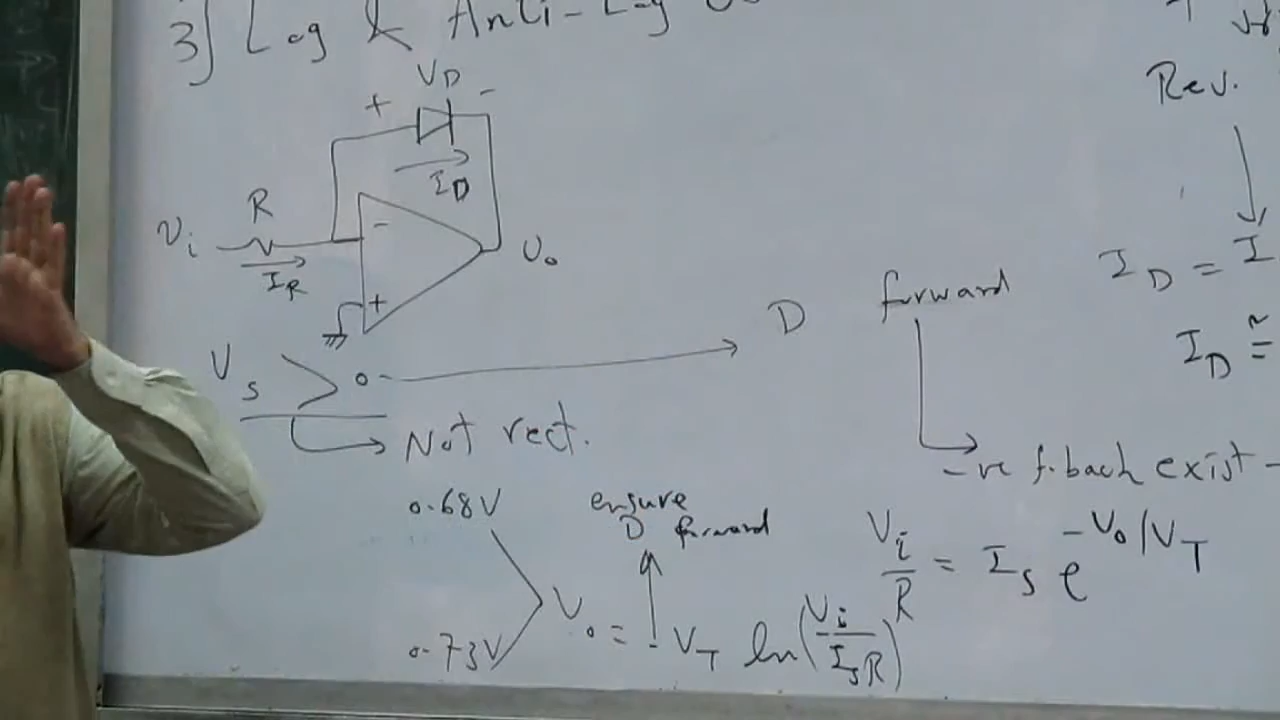 3] Log & Anti-Log
VD
+ -
ID
R
vi
IR
-
+
vo
Rev.
ID = I
ID ≅
Vs > 0 → D forward
Not rect.
-ve f.back exist -
0.68V
0.73V
ensure
D forward
Vi/R = Is e^-Vo/VT
Vo = - VT ln(Vi/IsR)